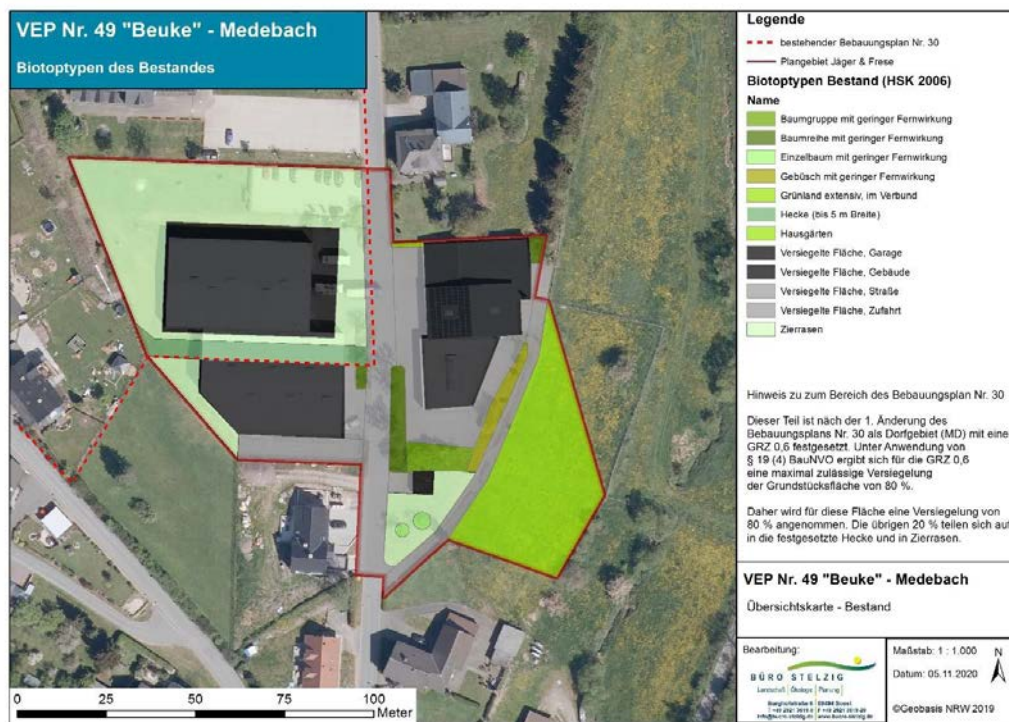 VEP Nr. 49 "Beuke" - Medebach
Biotoptypen des Bestandes
0 25 50 75 100
Meter
Legende
bestehender Bebauungsplan Nr. 30
Plangebiet Jäger & Frese
Biotoptypen Bestand (HSK 2006)
Name
Baumgruppe mit geringer Fernwirkung
Baumreihe mit geringer Fernwirkung
Einzelbaum mit geringer Fernwirkung
Gebüsch mit geringer Fernwirkung
Grünland extensiv, im Verbund
Hecke (bis 5 m Breite)
Hausgärten
Versiegelte Fläche, Garage
Versiegelte Fläche, Gebäude
Versiegelte Fläche, Straße
Versiegelte Fläche, Zufahrt
Zierrasen
Hinweis zu zum Bereich des Bebauungsplan Nr. 30
Dieser Teil ist nach der 1. Änderung des
Bebauungsplans Nr. 30 als Dorfgebiet (MD) mit eine
GRZ 0,6 festgesetzt. Unter Anwendung von
§ 19 (4) BauNVO ergibt sich für die GRZ 0,6
eine maximal zulässige Versiegelung
der Grundstücksfläche von 80 %.
Daher wird für diese Fläche eine Versiegelung von
80 % angenommen. Die übrigen 20 % teilen sich auf
in die festgesetzte Hecke und in Zierrasen.
VEP Nr. 49 "Beuke" - Medebach
Übersichtskarte - Bestand
Bearbeitung:
BÜRO STELZIG
Landschaft | Ökologie | Planung |
Maßstab: 1 : 1.000
N
Datum: 05.11.2020
©Geobasis NRW 2019